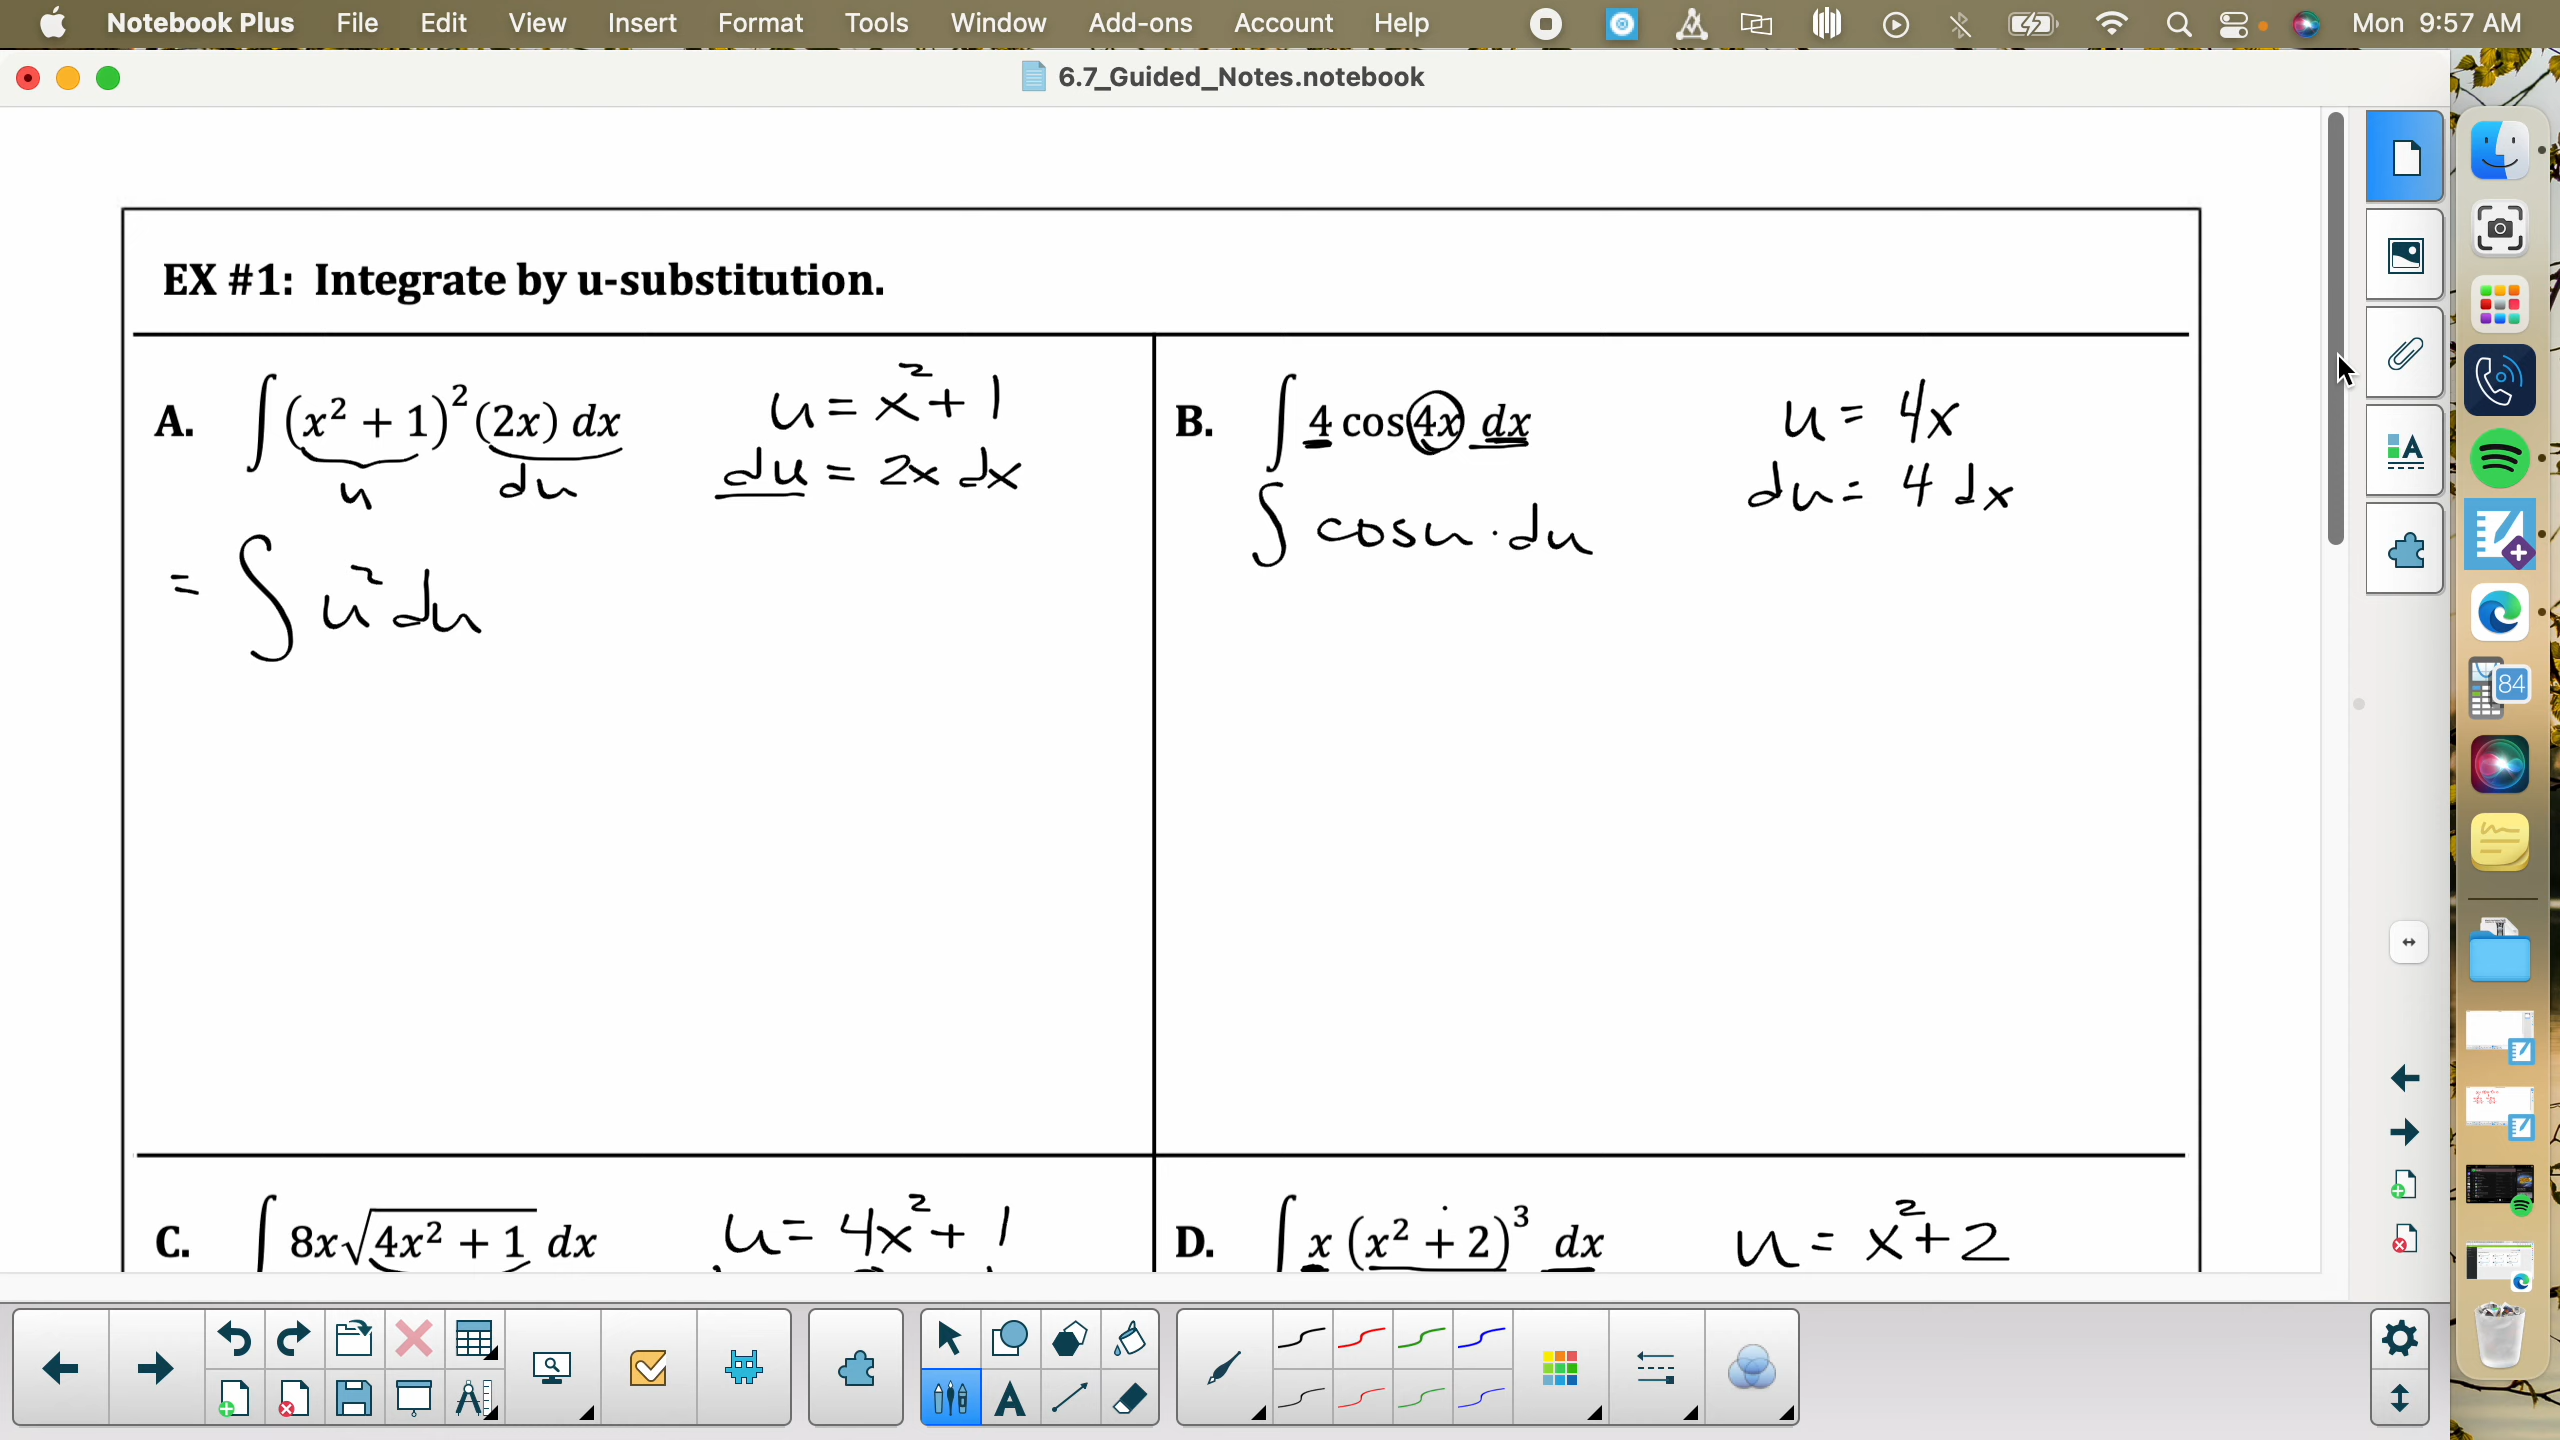 Notebook Plus File Edit View Insert Format Tools Window Add-ons Account Help Mon 9:57 AM
6.7_Guided_Notes.notebook
EX #1: Integrate by u-substitution.
A. ∫(x² + 1)²(2x) dx u = x² + 1
u du du = 2x dx
= ∫ u² du
B. ∫ 4 cos 4x dx u = 4x
du = 4 dx
∫ cos u · du
C. ∫ 8x√(4x² + 1) dx u = 4x² + 1
D. ∫ x (x² + 2)³ dx u = x² + 2
84
A
A